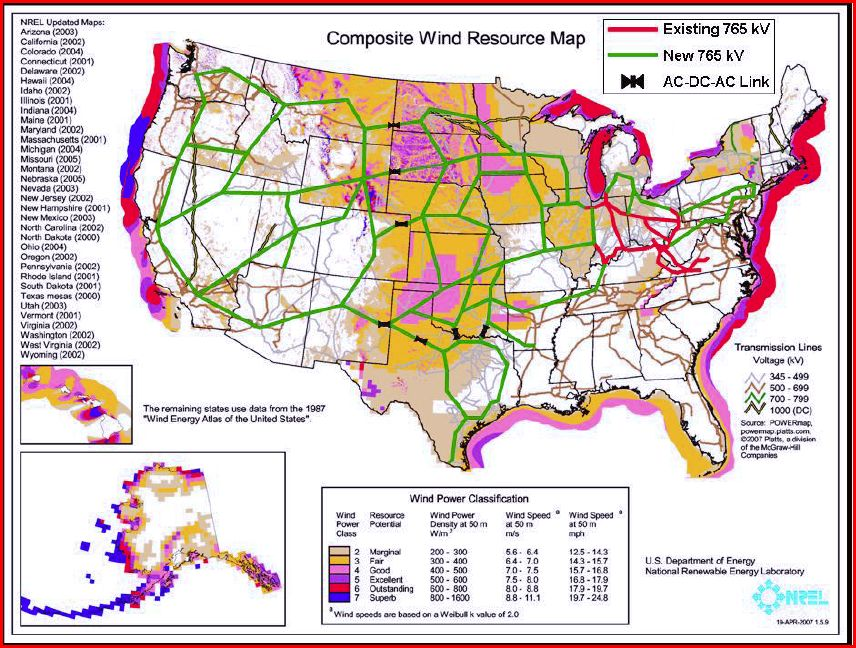 Composite Wind Resource Map
Existing 765 kV
New 765 kV
AC-DC-AC Link
NREL Updated Maps:
Arizona (2003)
California (2002)
Colorado (2004)
Connecticut (2001)
Delaware (2002)
Hawaii (2004)
Idaho (2002)
Illinois (2001)
Indiana (2004)
Maine (2001)
Maryland (2002)
Massachusetts (2001)
Michigan (2004)
Missouri (2005)
Montana (2002)
Nebraska (2005)
Nevada (2003)
New Jersey (2002)
New Hampshire (2001)
New Mexico (2003)
North Carolina (2002)
North Dakota (2000)
Ohio (2004)
Oregon (2002)
Pennsylvania (2002)
Rhode Island (2001)
South Dakota (2001)
Texas mesas (2000)
Utah (2003)
Vermont (2001)
Virginia (2002)
Washington (2002)
West Virginia (2002)
Wyoming (2002)
The remaining states use data from the 1987
"Wind Energy Atlas of the United States".
Transmission Lines
Voltage (kV)
345 - 499
500 - 699
700 - 799
1000 (DC)
Source: POWERmap,
powermap.platts.com
©2007 Platts, a division
of the McGraw-Hill
Companies
Wind Power Classification
Wind Power Class Resource Potential Wind Power Density at 50 m W/m² Wind Speed a at 50 m m/s Wind Speed a at 50 m mph
2 Marginal 200 - 300 5.6 - 6.4 12.5 - 14.3
3 Fair 300 - 400 6.4 - 7.0 14.3 - 15.7
4 Good 400 - 500 7.0 - 7.5 15.7 - 16.8
5 Excellent 500 - 600 7.5 - 8.0 16.8 - 17.9
6 Outstanding 600 - 800 8.0 - 8.8 17.9 - 19.7
7 Superb 800 - 1600 8.8 - 11.1 19.7 - 24.8
a Wind speeds are based on a Weibull k value of 2.0
U.S. Department of Energy
National Renewable Energy Laboratory
NREL
19-APR-2007 1.5.9